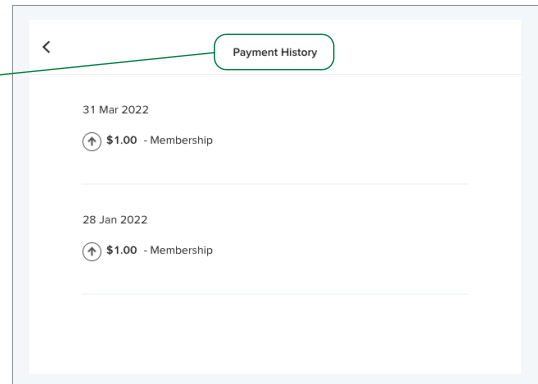 Payment History
31 Mar 2022
$1.00 - Membership
28 Jan 2022
$1.00 - Membership